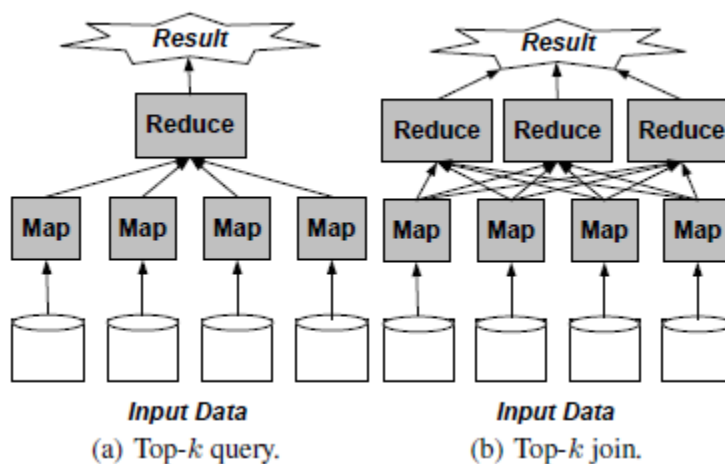 Result
Reduce
Map Map Map Map
Input Data
(a) Top-k query.
Result
Reduce Reduce Reduce
Map Map Map Map
Input Data
(b) Top-k join.